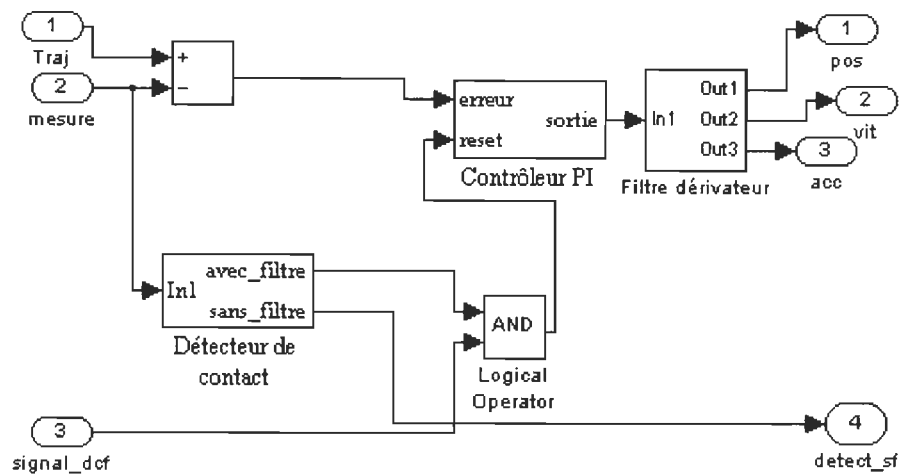 1
Traj
2
mesure
+
−
erreur
reset
sortie
Contrôleur PI
In1
Out1
Out2
Out3
Filtre dérivateur
1
pos
2
vit
3
acc
In1
avec_filtre
sans_filtre
Détecteur de
contact
AND
Logical
Operator
3
signal_dcf
4
detect_sf